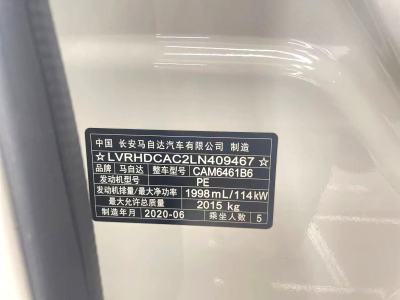 中国 长安马自达汽车有限公司 制造
☆LVRHDCAC2LN409467☆
品牌 马自达 整车型号 CAM6461B6
发动机型号 PE
发动机排量/最大净功率 1998mL/114kW
最大允许总质量 2015 kg
制造年月 2020-06 乘坐人数 5